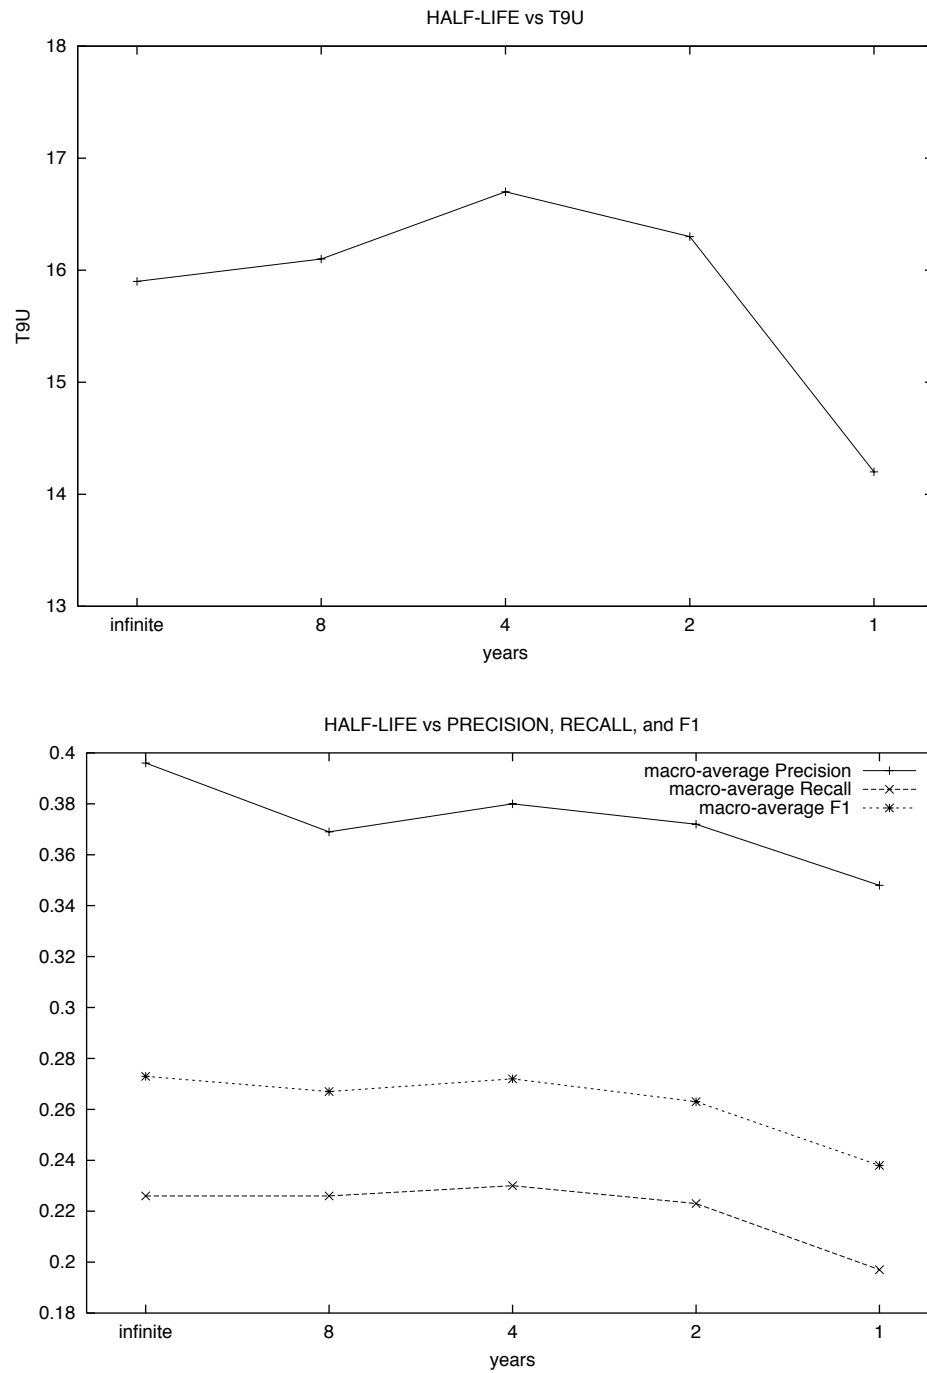 HALF-LIFE vs T9U
18
17
16
15
14
13
T9U
infinite 8 4 2 1
years
HALF-LIFE vs PRECISION, RECALL, and F1
macro-average Precision
macro-average Recall
macro-average F1
0.4
0.38
0.36
0.34
0.32
0.3
0.28
0.26
0.24
0.22
0.2
0.18
infinite 8 4 2 1
years